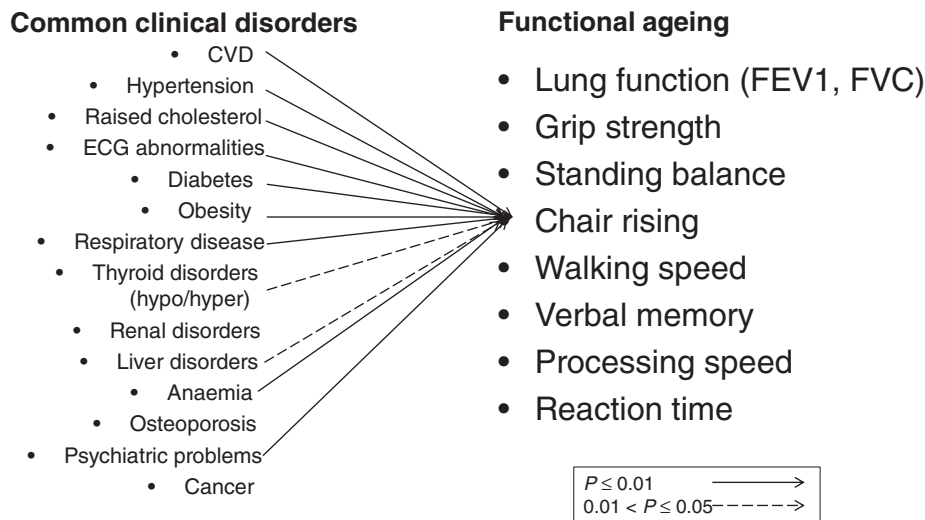 Common clinical disorders
• CVD
• Hypertension
• Raised cholesterol
• ECG abnormalities
• Diabetes
• Obesity
• Respiratory disease
• Thyroid disorders
(hypo/hyper)
• Renal disorders
• Liver disorders
• Anaemia
• Osteoporosis
• Psychiatric problems
• Cancer
Functional ageing
• Lung function (FEV1, FVC)
• Grip strength
• Standing balance
Chair rising
• Walking speed
• Verbal memory
• Processing speed
• Reaction time
P ≤ 0.01
0.01 < P ≤ 0.05